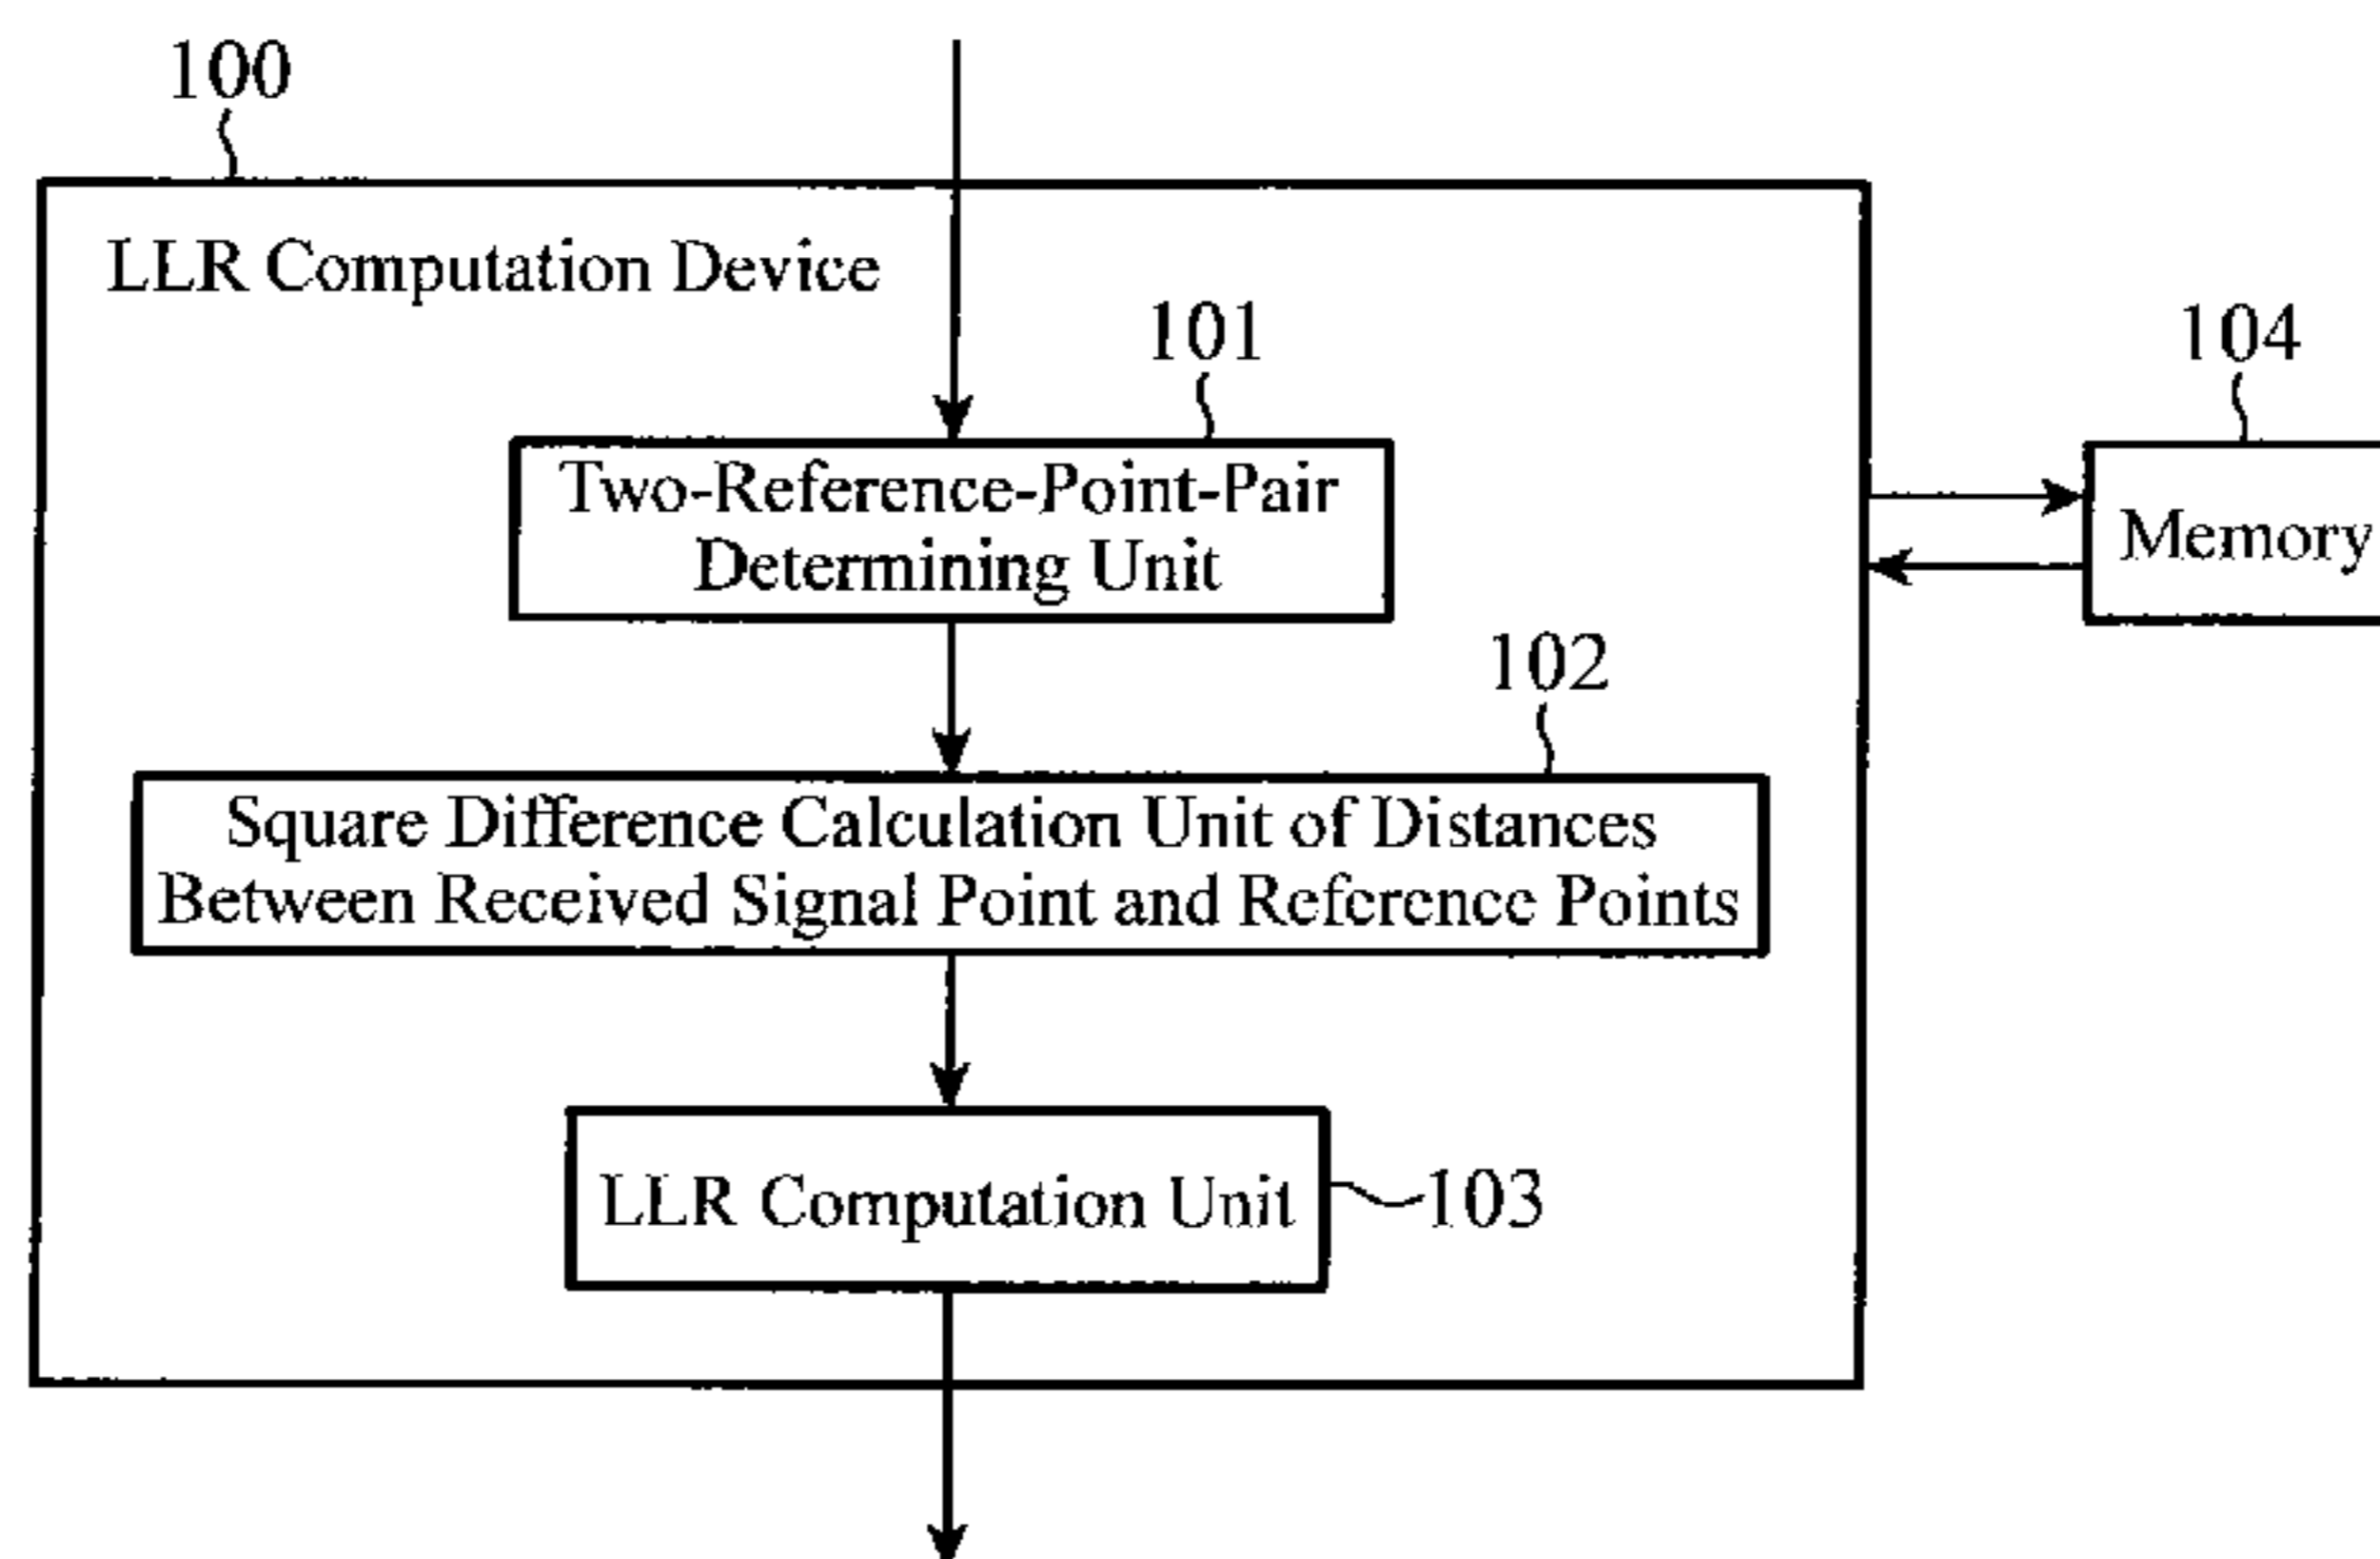 100
LLR Computation Device
101
104
Two-Reference-Point-Pair
Determining Unit
Memory
102
Square Difference Calculation Unit of Distances
Between Received Signal Point and Reference Points
LLR Computation Unit
103